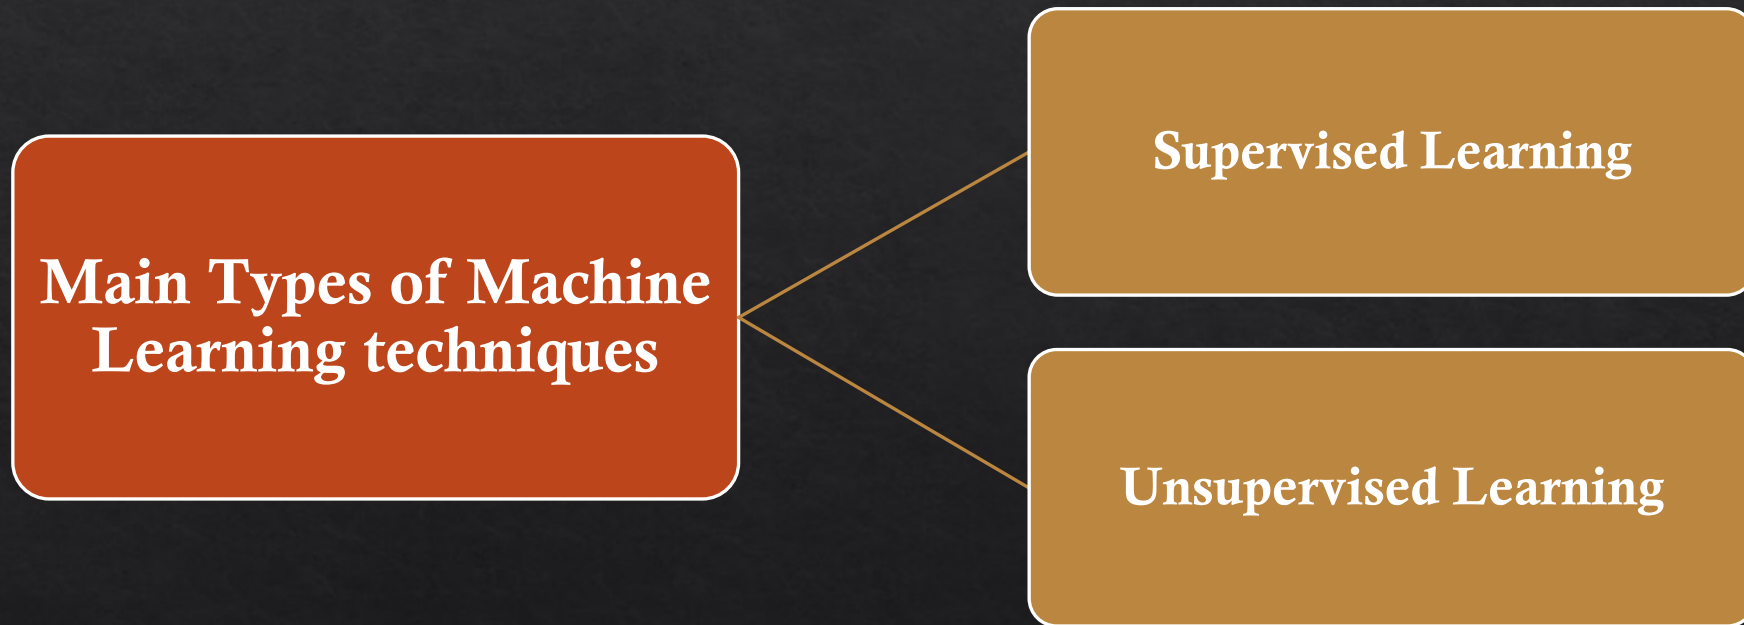 Main Types of Machine
Learning techniques
Supervised Learning
Unsupervised Learning